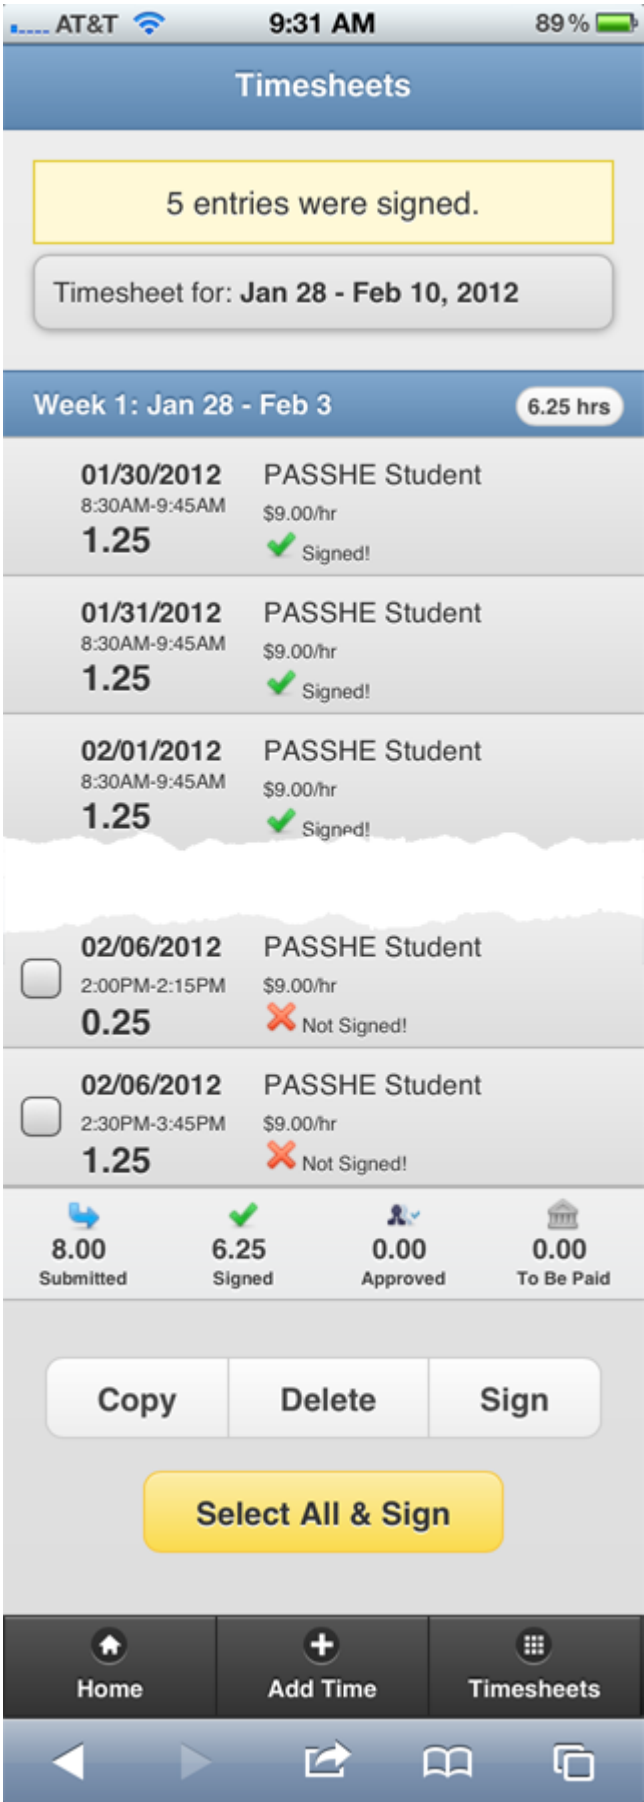 AT&T 9:31 AM 89%
Timesheets
5 entries were signed.
Timesheet for: Jan 28 - Feb 10, 2012
Week 1: Jan 28 - Feb 3 6.25 hrs
01/30/2012 PASSHE Student
8:30AM-9:45AM $9.00/hr
1.25 Signed!
01/31/2012 PASSHE Student
8:30AM-9:45AM $9.00/hr
1.25 Signed!
02/01/2012 PASSHE Student
8:30AM-9:45AM $9.00/hr
1.25 Signed!
02/06/2012 PASSHE Student
2:00PM-2:15PM $9.00/hr
0.25 Not Signed!
02/06/2012 PASSHE Student
2:30PM-3:45PM $9.00/hr
1.25 Not Signed!
8.00 6.25 0.00 0.00
Submitted Signed Approved To Be Paid
Copy Delete Sign
Select All & Sign
Home Add Time Timesheets